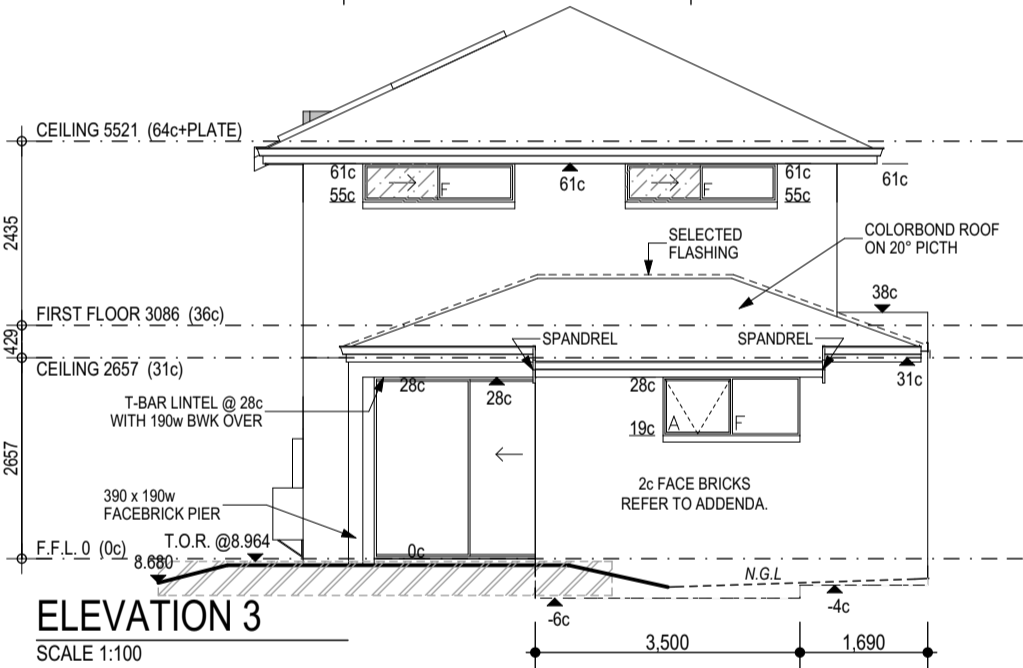 CEILING 5521 (64c+PLATE)
61c
55c
F
61c
F
61c
55c
61c
2435
SELECTED
FLASHING
COLORBOND ROOF
ON 20° PICTH
38c
FIRST FLOOR 3086 (36c)
429
SPANDREL
SPANDREL
CEILING 2657 (31c)
31c
28c
28c
28c
T-BAR LINTEL @ 28c
WITH 190w BWK OVER
19c
A
F
2657
2c FACE BRICKS
REFER TO ADDENDA.
390 x 190w
FACEBRICK PIER
F.F.L. 0 (0c)
T.O.R. @8.964
0c
8.680
N.G.L
-6c
-4c
ELEVATION 3
SCALE 1:100
3,500
1,690